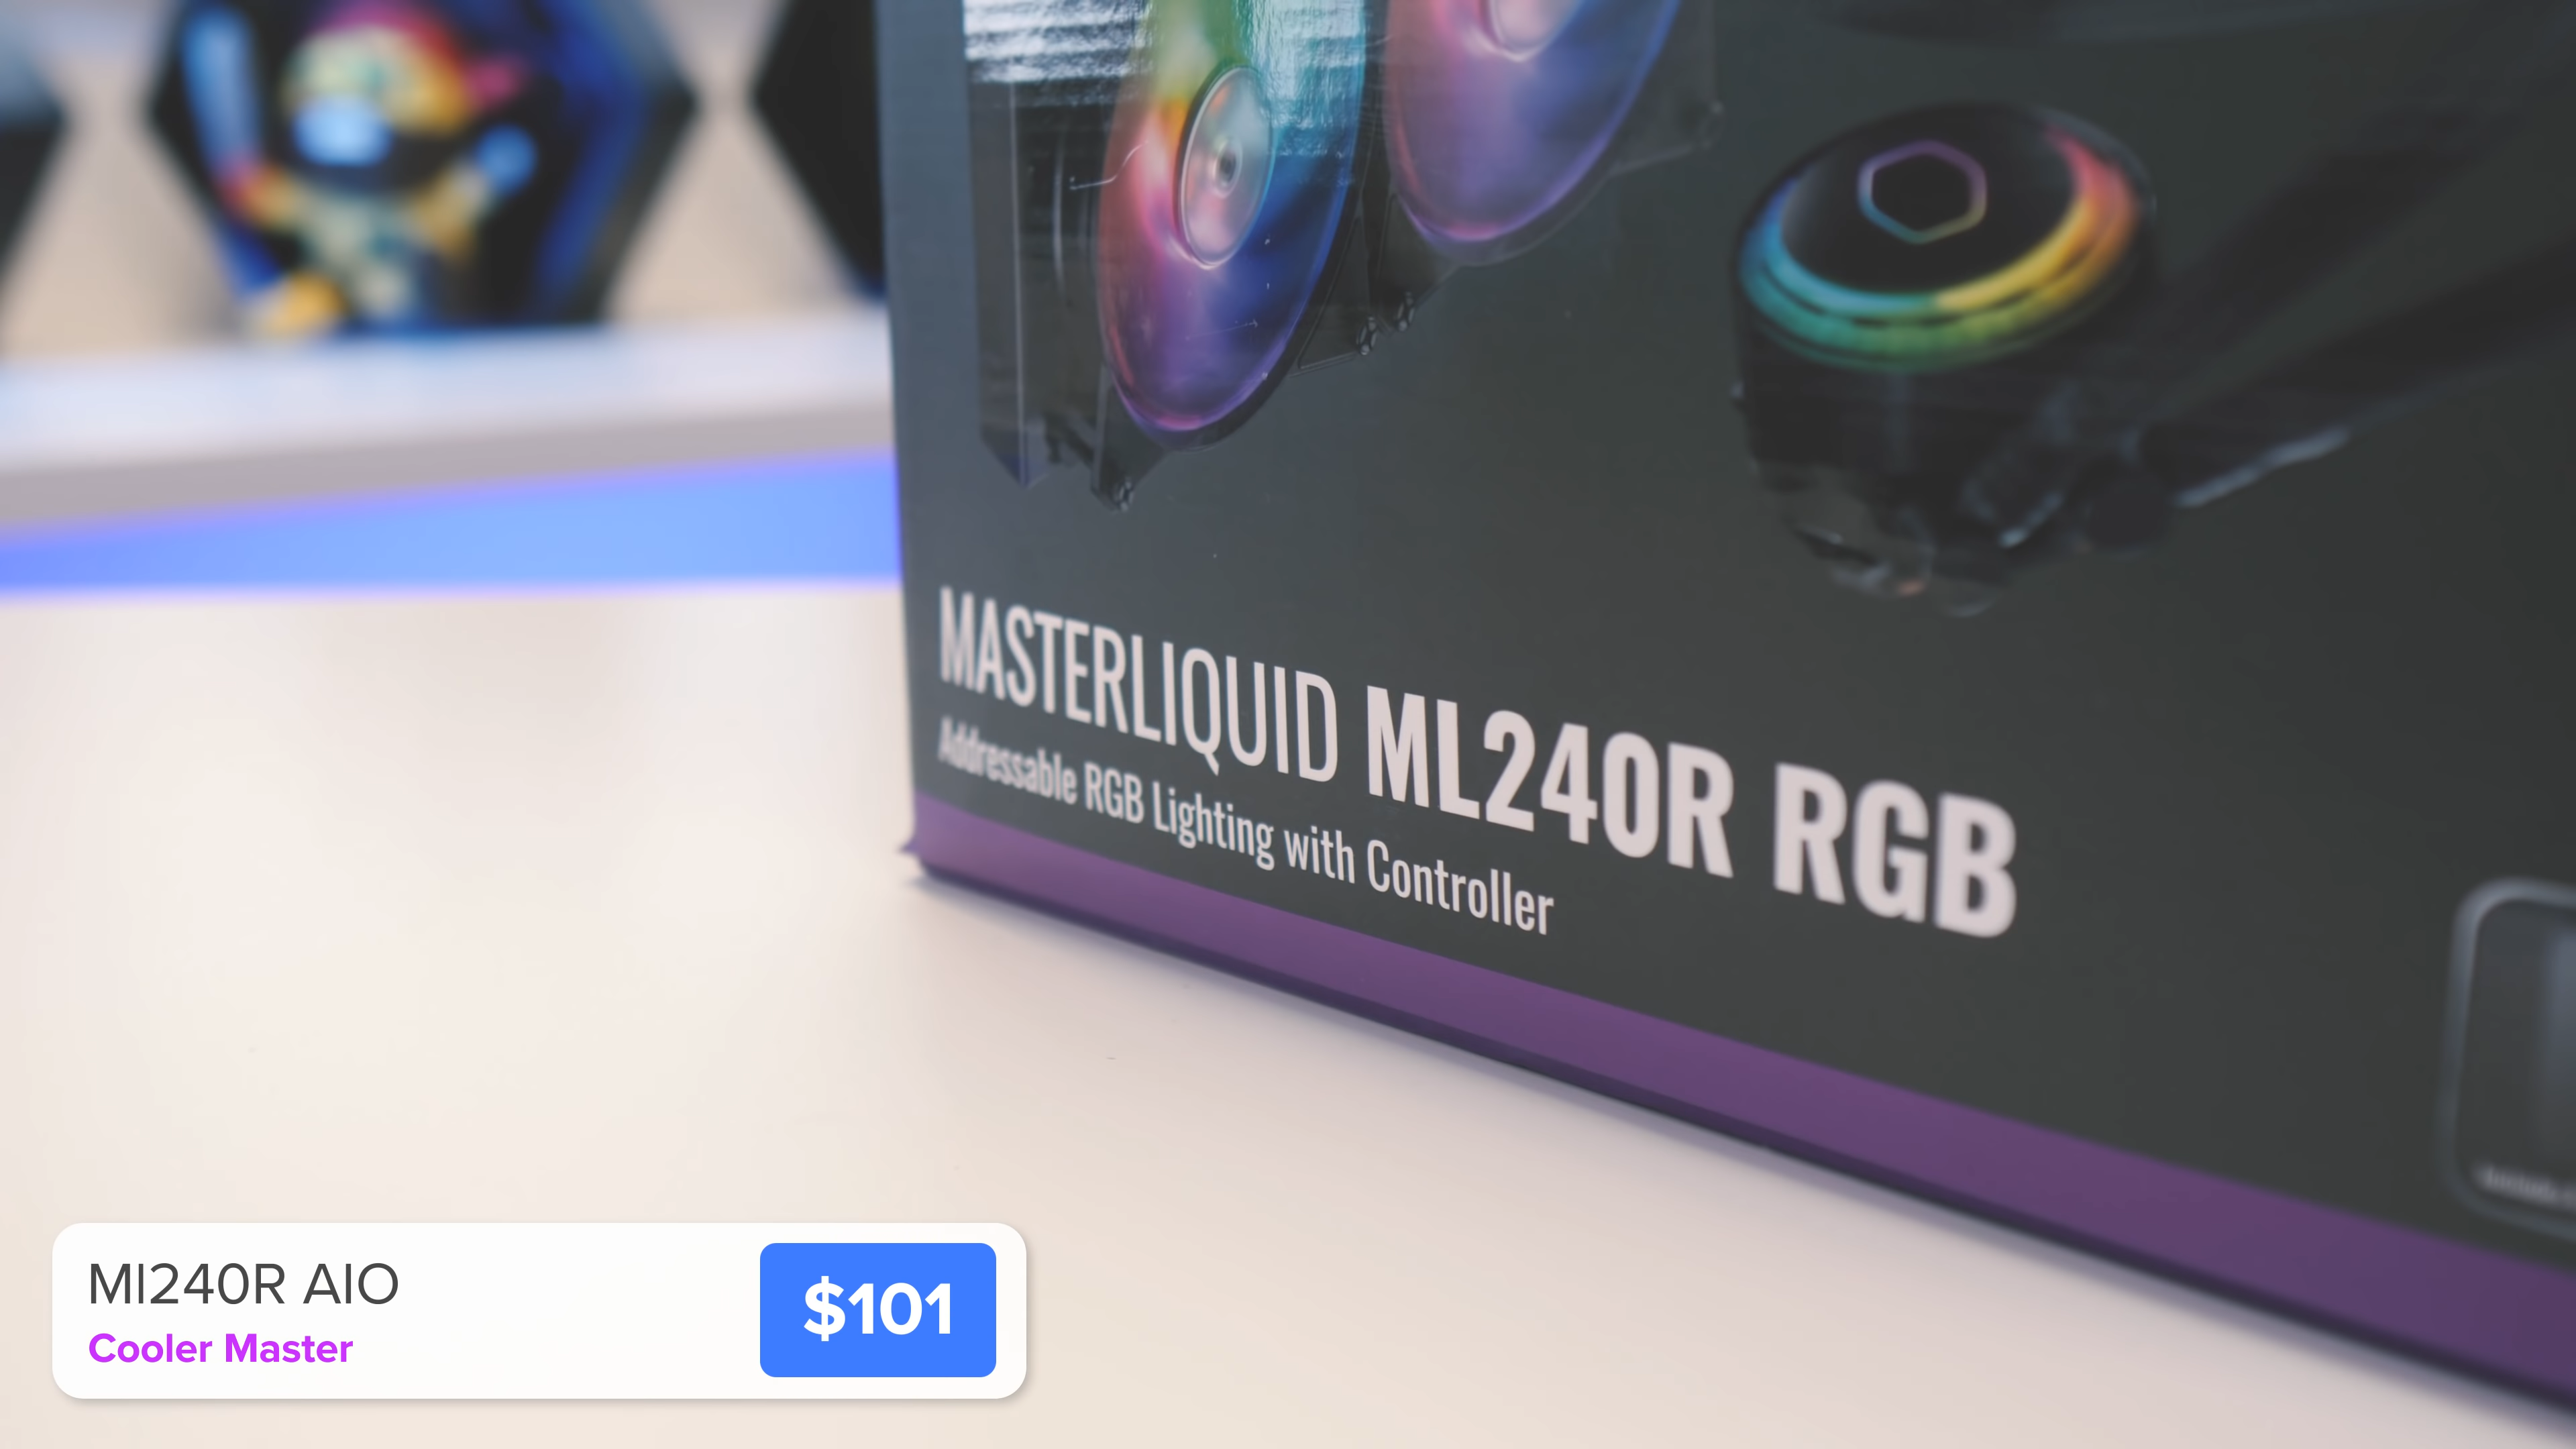 MASTERLIQUID ML240R RGB
Addressable RGB Lighting with Controller
MI240R AIO
Cooler Master
$101